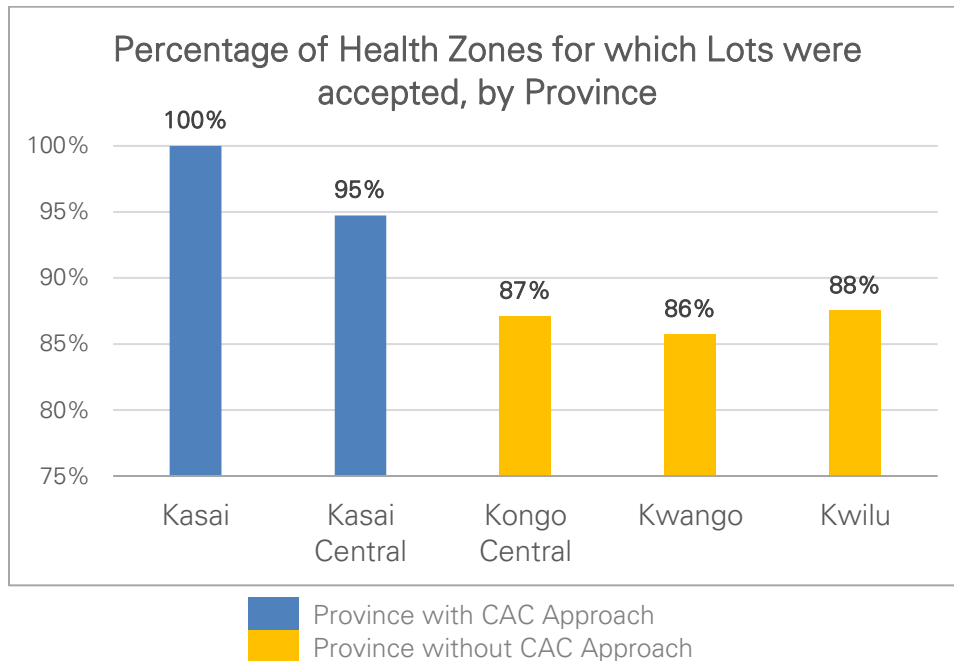 Percentage of Health Zones for which Lots were
accepted, by Province
100%
95%
87%
86%
88%
100%
95%
90%
85%
80%
75%
Kasai
Kasai
Central
Kongo
Central
Kwango
Kwilu
Province with CAC Approach
Province without CAC Approach